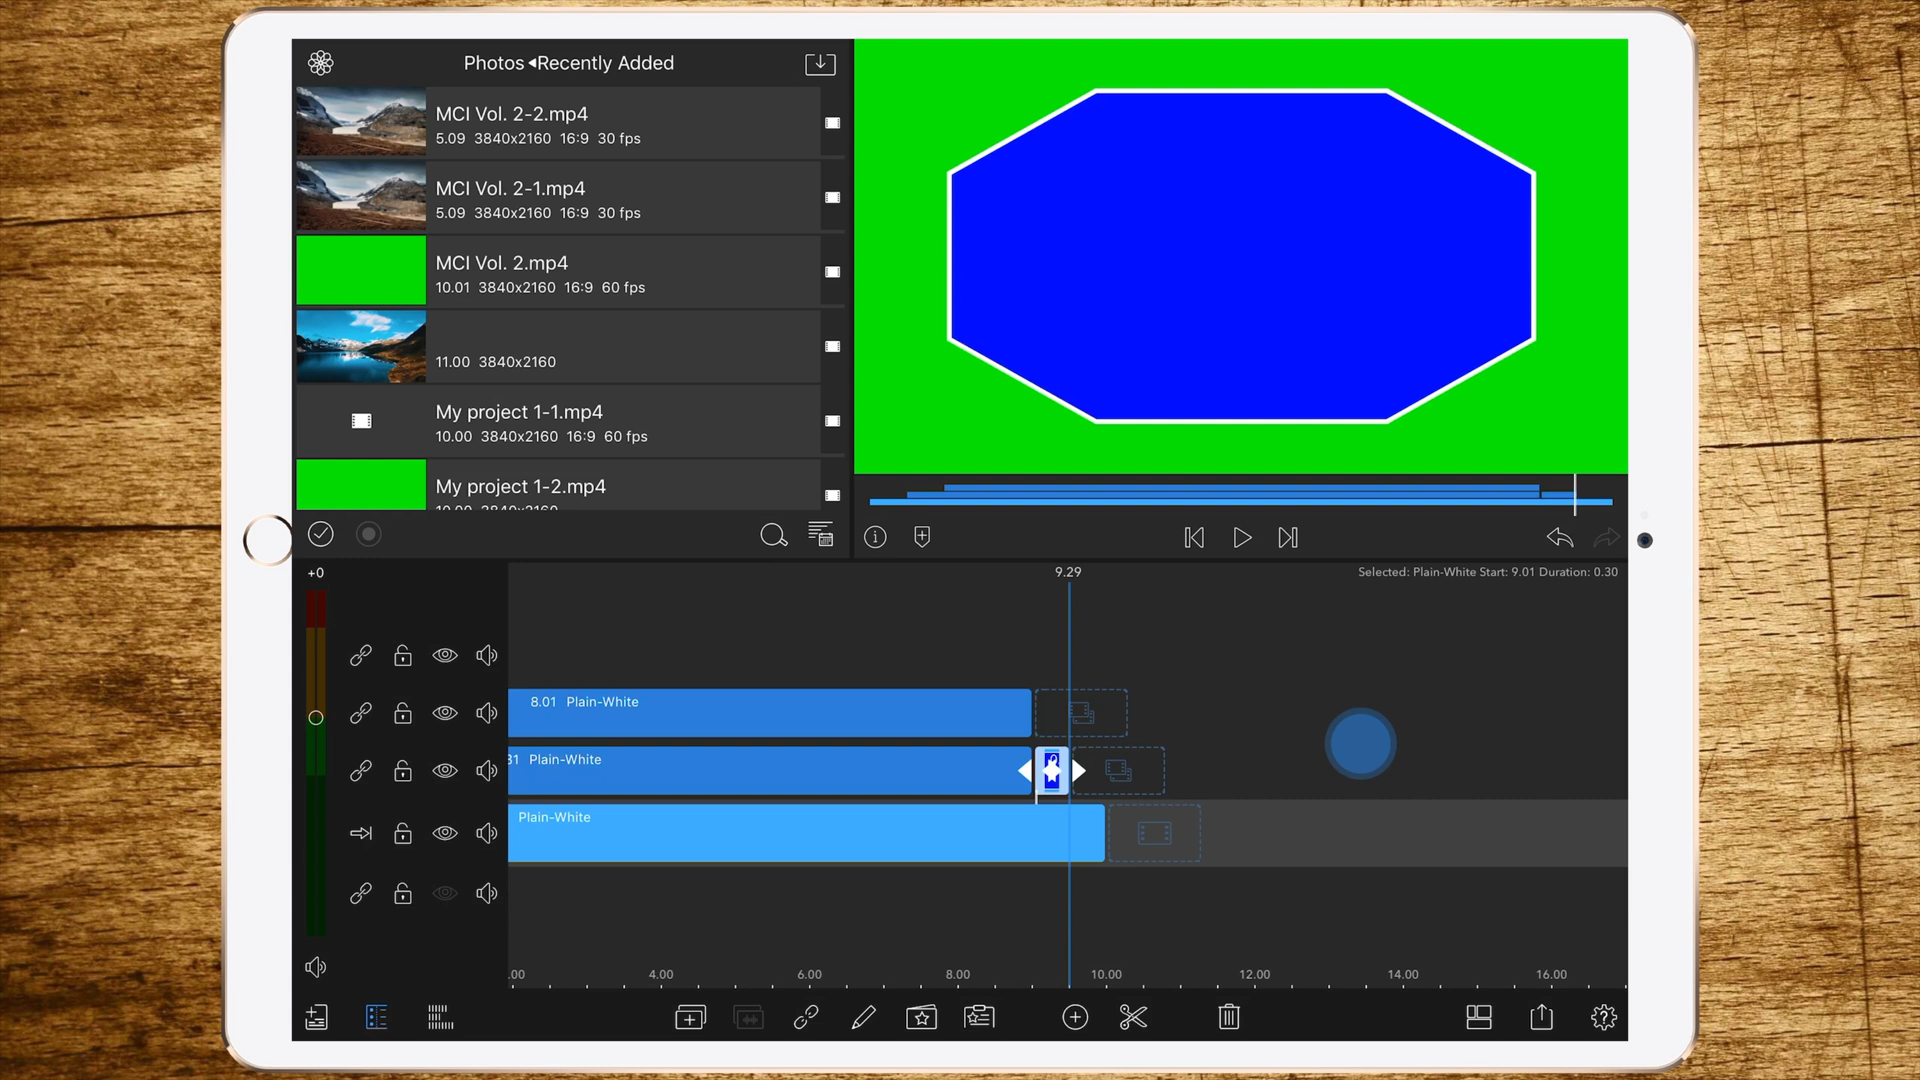 Photos ◂Recently Added
MCI Vol. 2-2.mp4
5.09 3840x2160 16:9 30 fps
MCI Vol. 2-1.mp4
5.09 3840x2160 16:9 30 fps
MCI Vol. 2.mp4
10.01 3840x2160 16:9 60 fps
11.00 3840x2160
My project 1-1.mp4
10.00 3840x2160 16:9 60 fps
My project 1-2.mp4
+0
9.29
Selected: Plain-White Start: 9.01 Duration: 0.30
8.01 Plain-White
31 Plain-White
Plain-White
.00 4.00 6.00 8.00 10.00 12.00 14.00 16.00